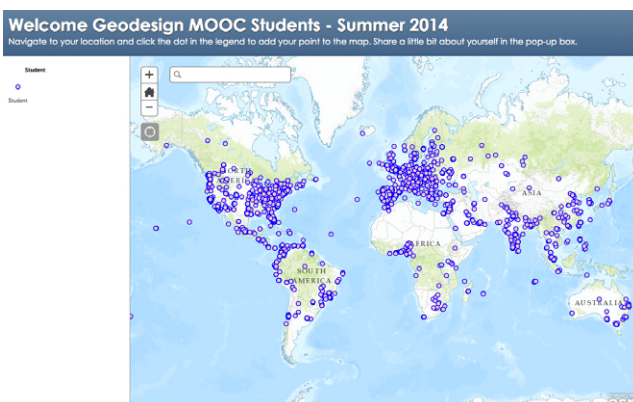 Welcome Geodesign MOOC Students - Summer 2014
Navigate to your location and click the dot in the legend to add your point to the map. Share a little bit about yourself in the pop-up box.
Student
Student
+
−
NORTH
AMERICA
ASIA
AFRICA
SOUTH
AMERICA
AUSTRALIA